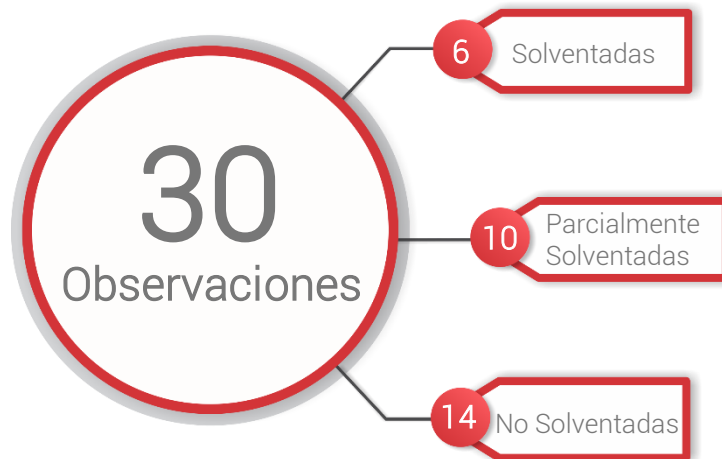 30
Observaciones
6
Solventadas
10
Parcialmente
Solventadas
14
No Solventadas